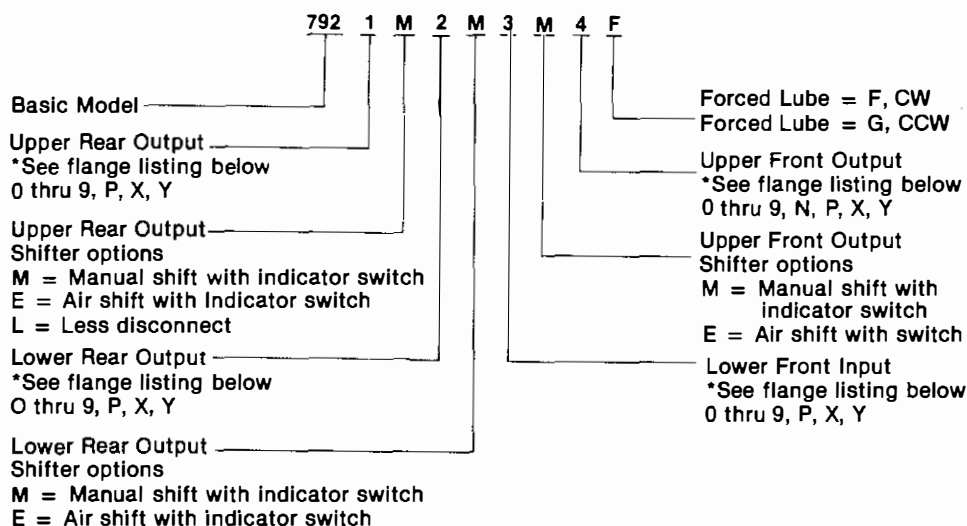 792 1 M 2 M 3 M 4 F
Basic Model
Upper Rear Output
*See flange listing below
0 thru 9, P, X, Y
Upper Rear Output
Shifter options
M = Manual shift with indicator switch
E = Air shift with Indicator switch
L = Less disconnect
Lower Rear Output
*See flange listing below
O thru 9, P, X, Y
Lower Rear Output
Shifter options
M = Manual shift with indicator switch
E = Air shift with indicator switch
Forced Lube = F, CW
Forced Lube = G, CCW
Upper Front Output
*See flange listing below
0 thru 9, N, P, X, Y
Upper Front Output
Shifter options
M = Manual shift with
indicator switch
E = Air shift with switch
Lower Front Input
*See flange listing below
0 thru 9, P, X, Y